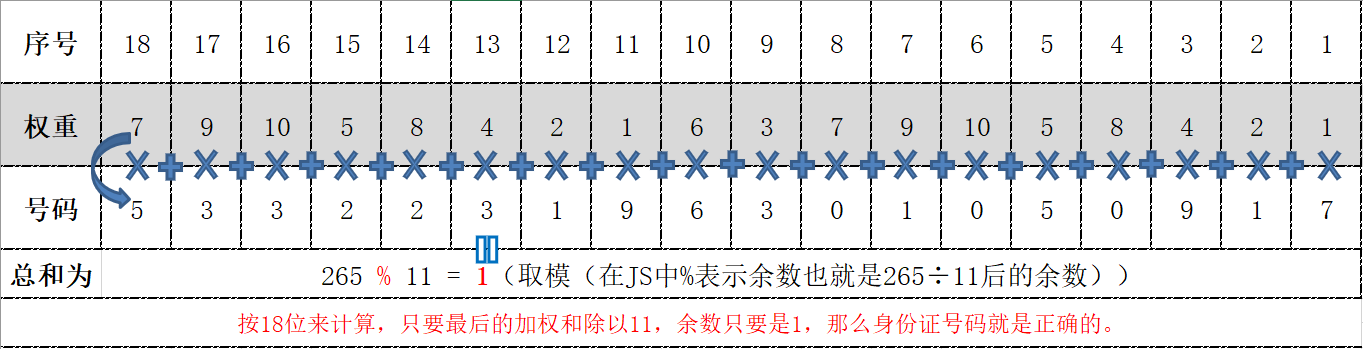 序号 18 17 16 15 14 13 12 11 10 9 8 7 6 5 4 3 2 1
权重 7 9 10 5 8 4 2 1 6 3 7 9 10 5 8 4 2 1
号码 5 3 3 2 2 3 1 9 6 3 0 1 0 5 0 9 1 7
总和为 265 % 11 = 1（取模（在JS中%表示余数也就是265÷11后的余数））
按18位来计算，只要最后的加权和除以11，余数只要是1，那么身份证号码就是正确的。